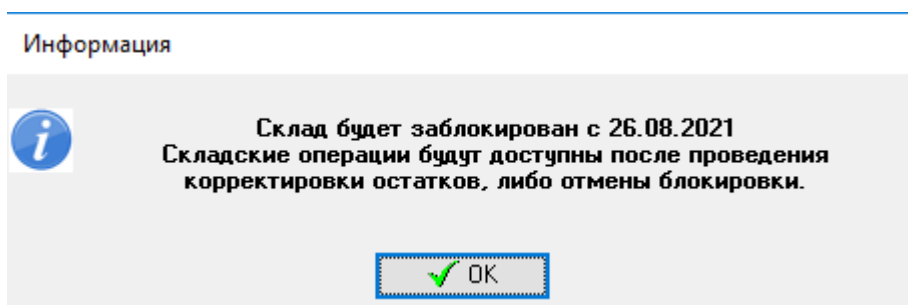 Информация
Склад будет заблокирован с 26.08.2021
Складские операции будут доступны после проведения
корректировки остатков, либо отмены блокировки.
OK